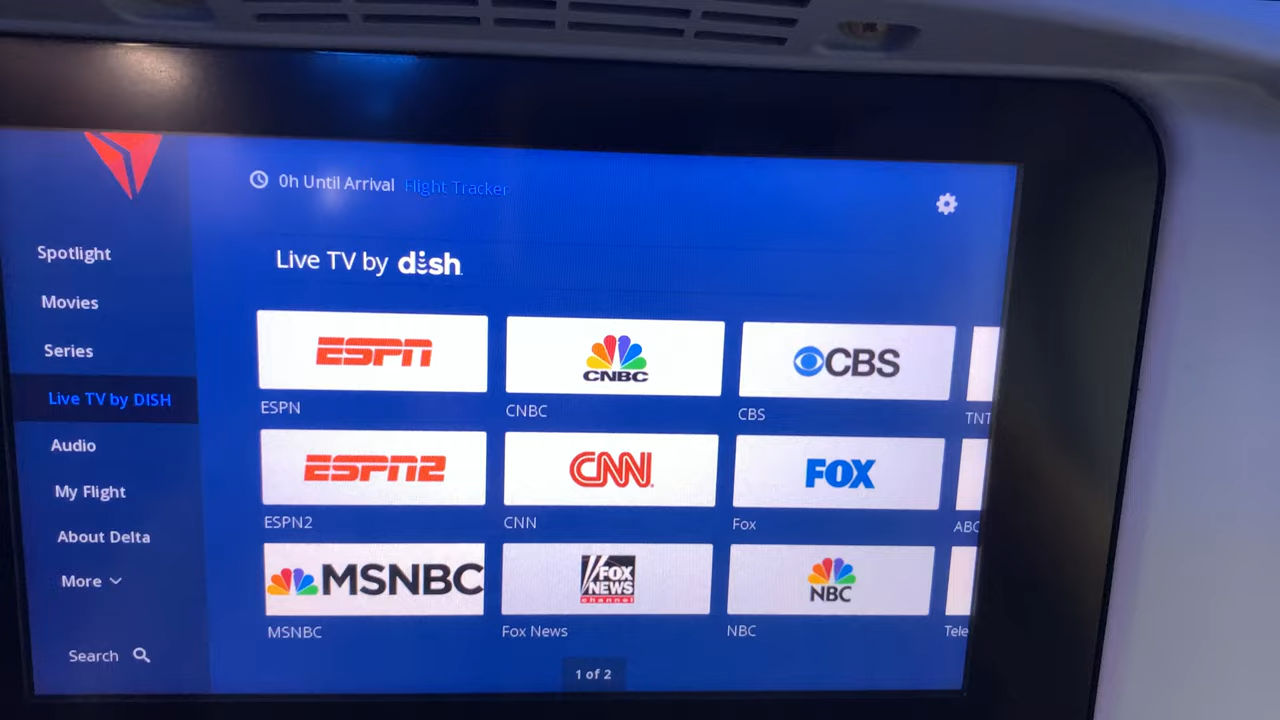 0h Until Arrival Flight Tracker
Live TV by dish
Spotlight
Movies
Series
Live TV by DISH
Audio
My Flight
About Delta
More
Search
ESPN
CNBC
CBS
ESPN
CNBC
CBS
TNT
ESPN2
CNN
FOX
ESPN2
CNN
Fox
ABC
MSNBC
FOX NEWS channel
NBC
MSNBC
Fox News
NBC
Tele
1 of 2